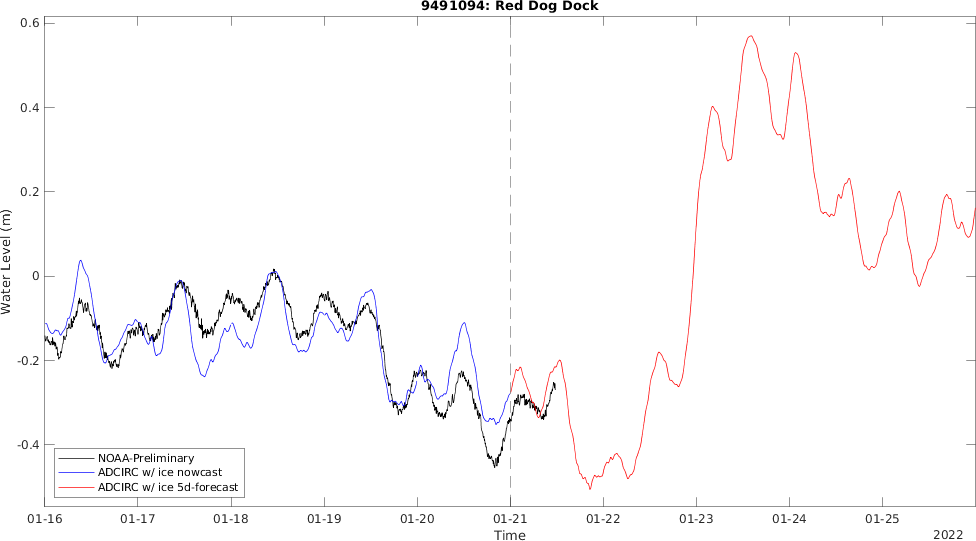 9491094: Red Dog Dock
0.6
0.4
0.2
0
-0.2
-0.4
Water Level (m)
NOAA-Preliminary
ADCIRC w/ ice nowcast
ADCIRC w/ ice 5d-forecast
01-16 01-17 01-18 01-19 01-20 01-21 01-22 01-23 01-24 01-25
Time
2022